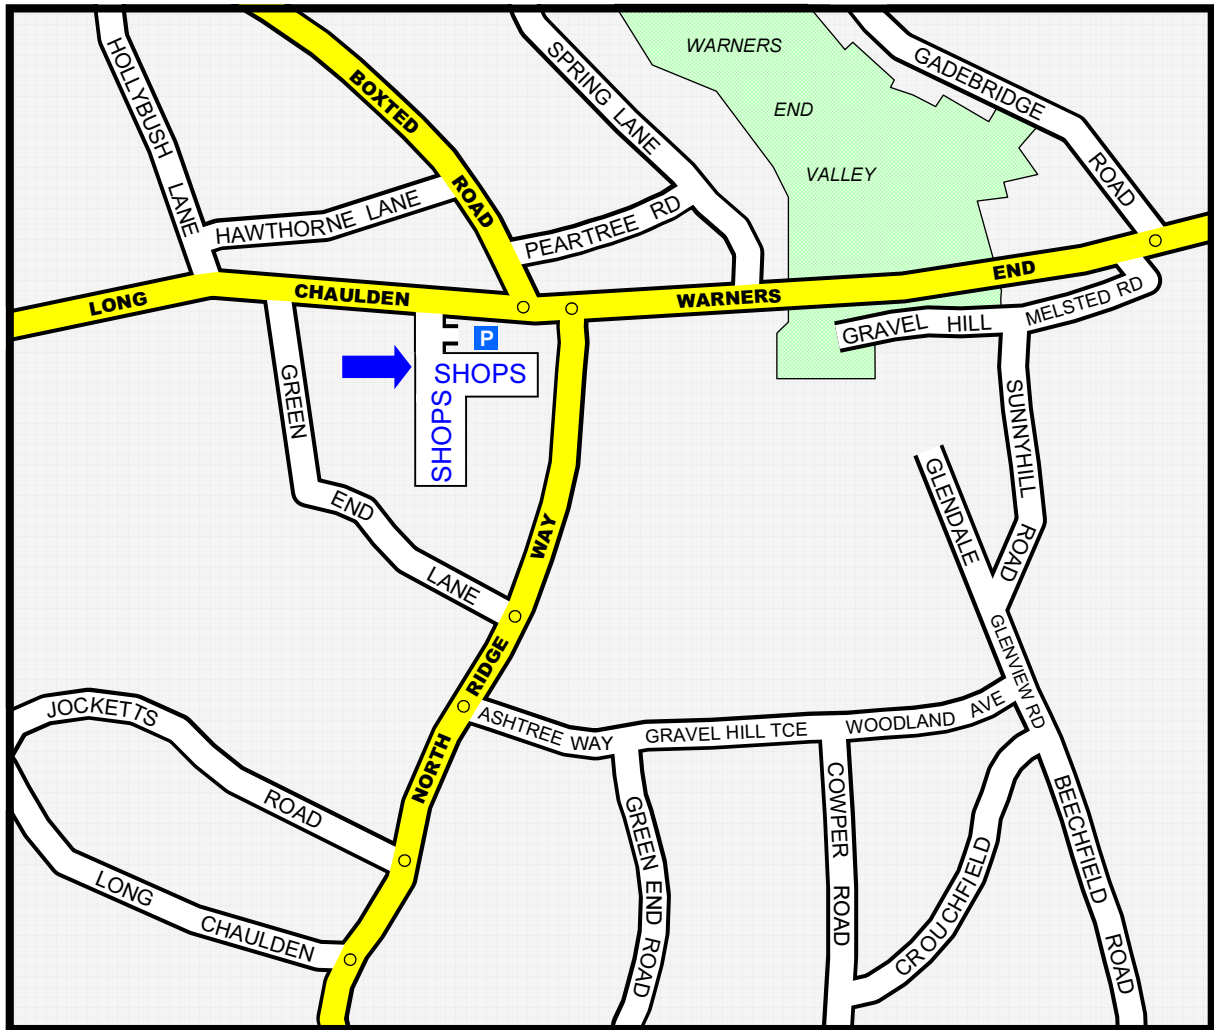 HOLLYBUSH LANE
BOXTED ROAD
SPRING LANE
WARNERS
END
VALLEY
GADEBRIDGE ROAD
HAWTHORNE LANE
PEARTREE RD
LONG CHAULDEN
WARNERS END
GRAVEL HILL
MELSTED RD
P
SHOPS
SHOPS
GREEN END LANE
SUNNYHILL ROAD
GLENDALE
NORTH RIDGE WAY
GLENVIEW RD
JOCKETTS ROAD
ASHTREE WAY
GRAVEL HILL TCE
WOODLAND AVE
LONG CHAULDEN
GREEN END ROAD
COWPER ROAD
CROUCHFIELD
BEECHFIELD ROAD